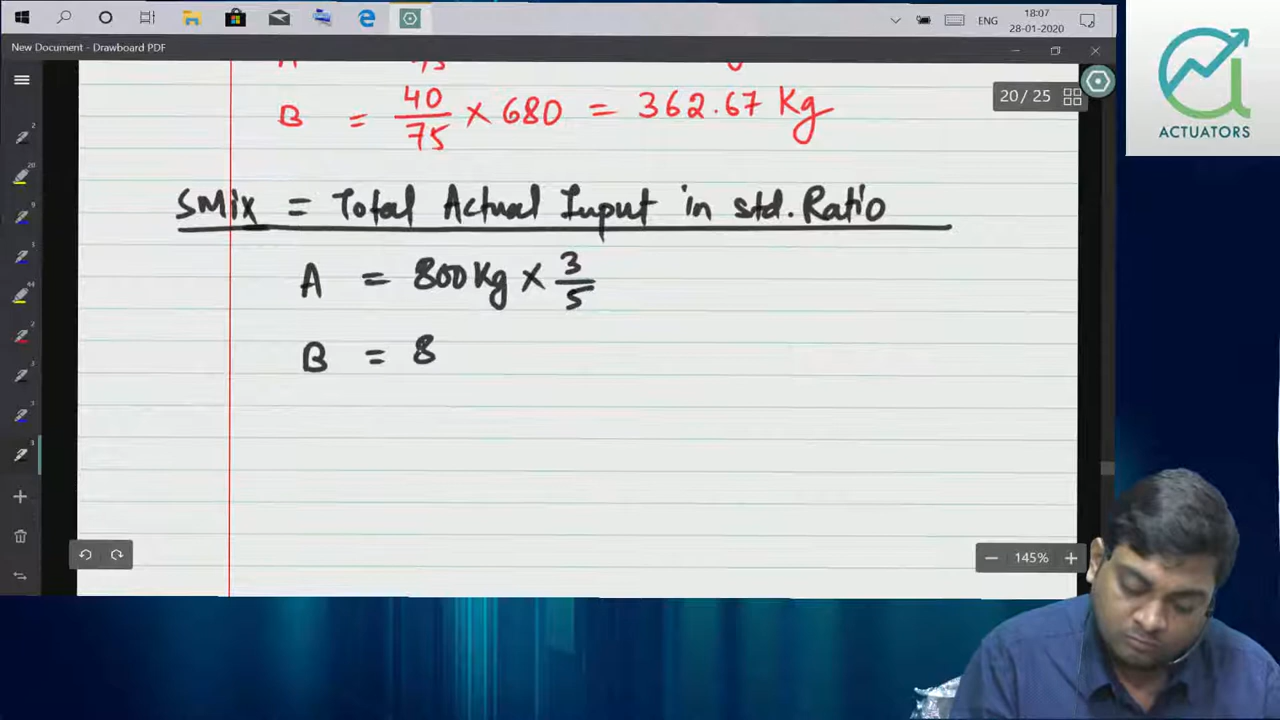 18:07
ENG
28-01-2020
New Document - Drawboard PDF
20 / 25
B = 40/75 × 680 = 362.67 Kg
SMix = Total Actual Input in std. Ratio
A = 800 Kg × 3/5
B = 8
145%
ACTUATORS